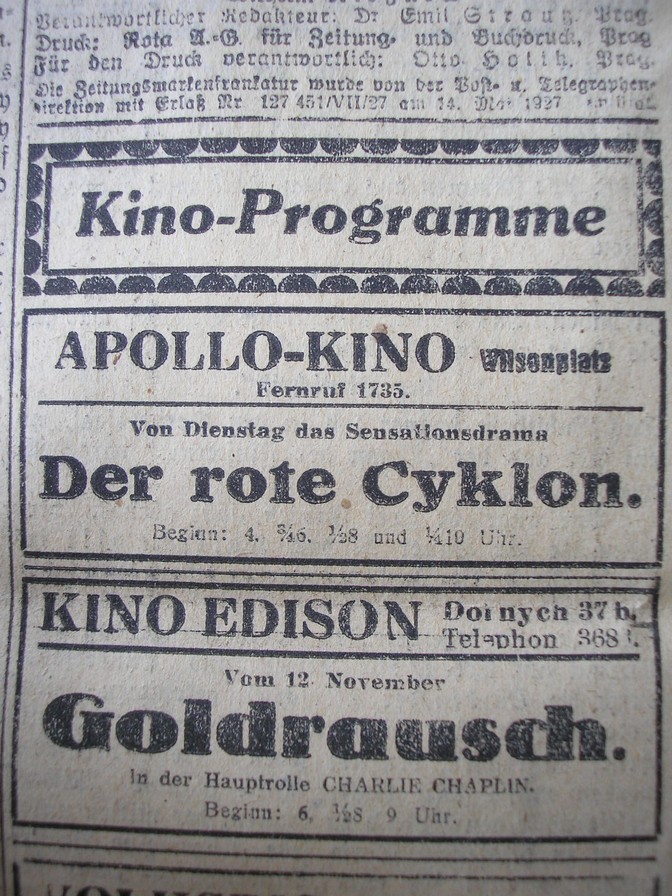 Verantwortlicher Redakteur: Dr Emil Strauß Prag.
Druck: Rota A.-G. für Zeitung- und Buchdruck, Prag
Für den Druck verantwortlich: Otto Holik, Prag.
Die Zeitungsmarkenfrankatur wurde von der Post- u. Telegraphen-
direktion mit Erlaß Nr 127 451/VII/27 am 14. 1927
Kino-Programme
APOLLO-KINO Wilsonplatz
Fernruf 1735.
Von Dienstag das Sensationsdrama
Der rote Cyklon.
Beginn: 4, ¾6, ½8 und ¼10 Uhr.
KINO EDISON Dornych 37b,
Telephon 368
Vom 12 November
Goldrausch.
In der Hauptrolle CHARLIE CHAPLIN.
Beginn: 6, ½8 9 Uhr.